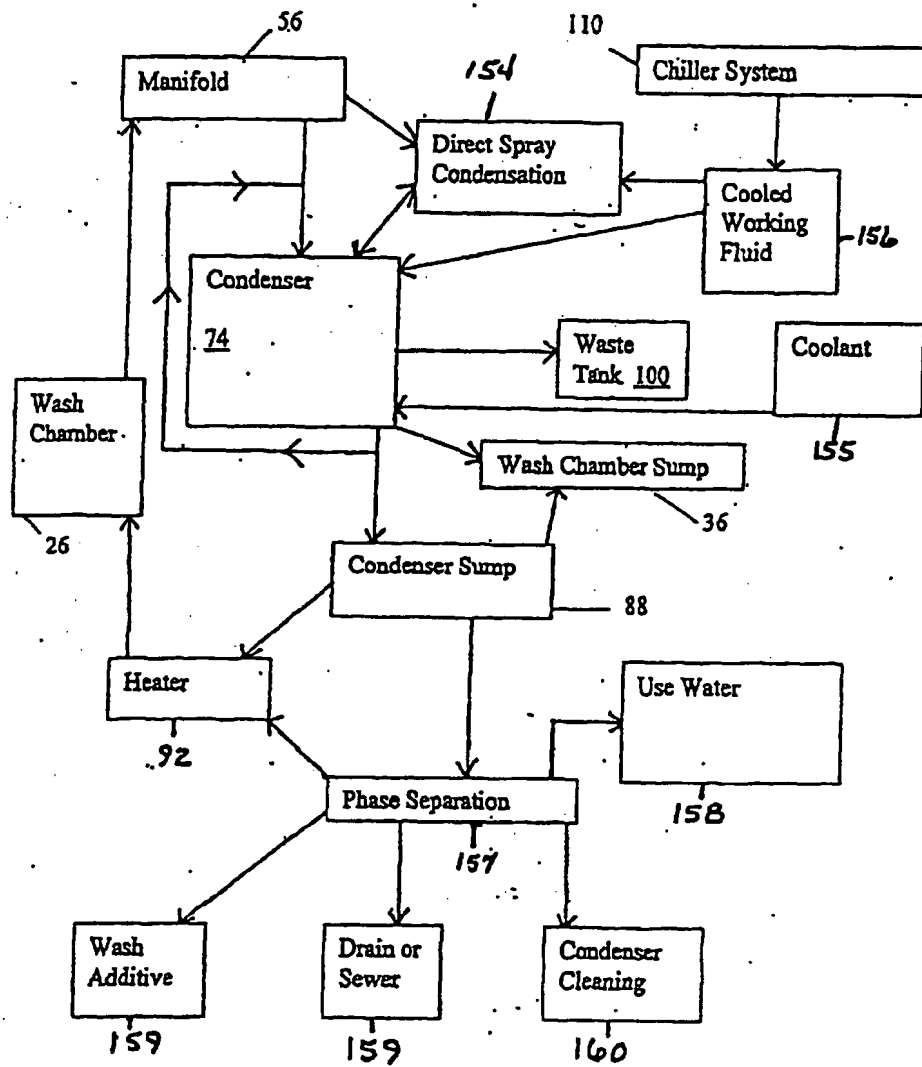 56
110
Manifold
Chiller System
154
Direct Spray
Condensation
Cooled
Working
Fluid
156
Condenser
74
Waste
Tank 100
Coolant
155
Wash
Chamber
26
Wash Chamber Sump
36
Condenser Sump
88
Heater
92
Use Water
158
Phase Separation
157
Wash
Additive
159
Drain or
Sewer
159
Condenser
Cleaning
160